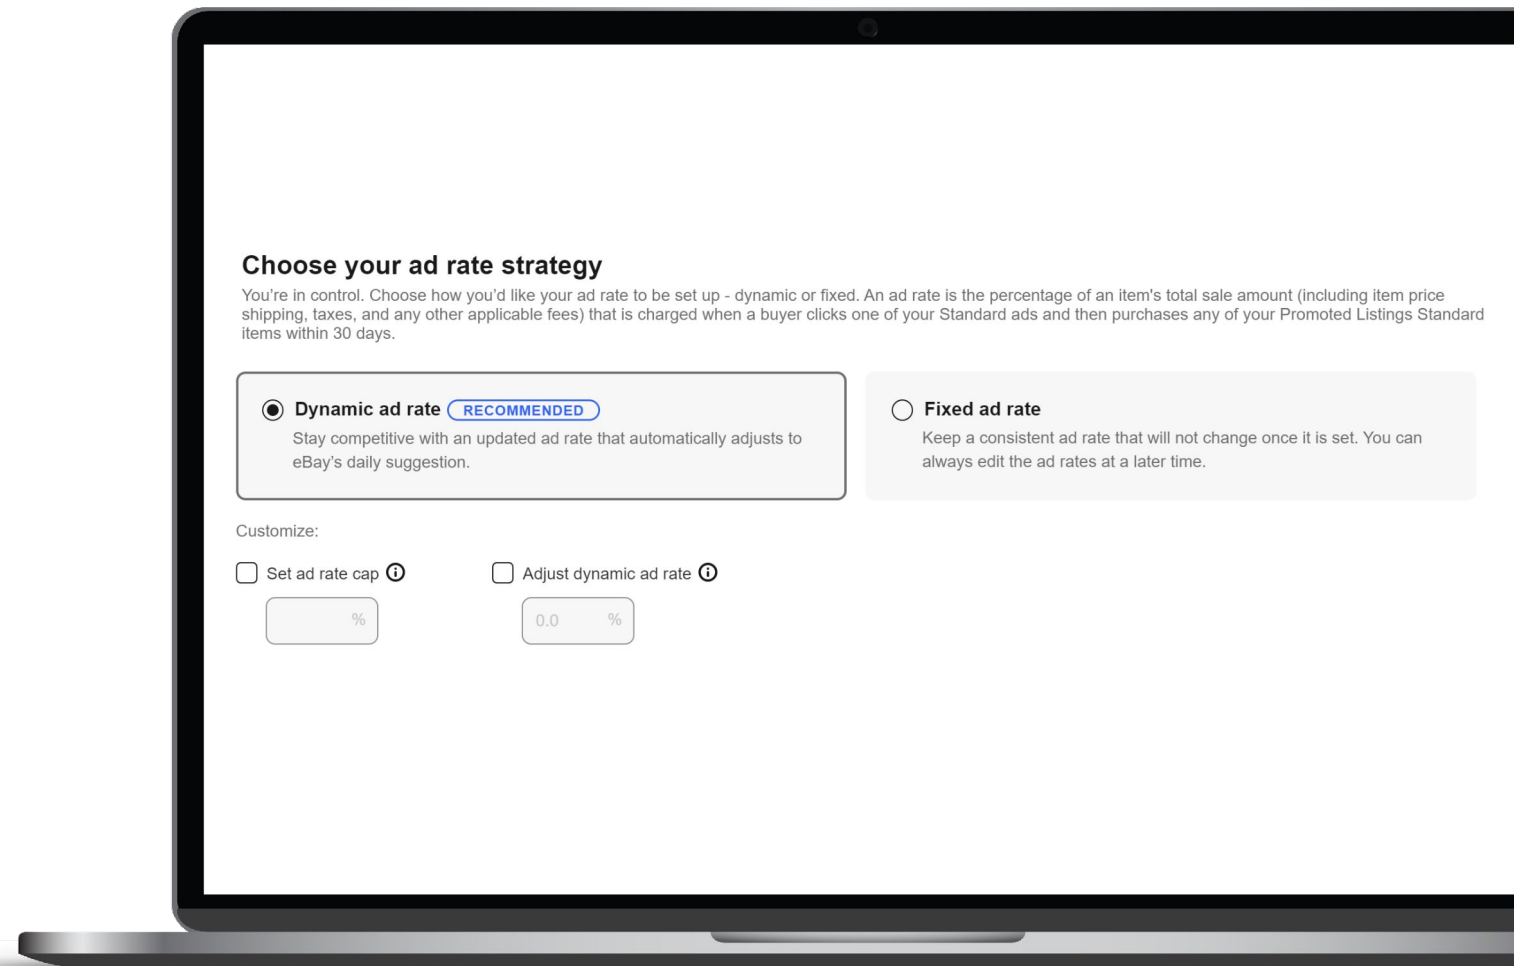 Choose your ad rate strategy
You’re in control. Choose how you’d like your ad rate to be set up - dynamic or fixed. An ad rate is the percentage of an item's total sale amount (including item price
shipping, taxes, and any other applicable fees) that is charged when a buyer clicks one of your Standard ads and then purchases any of your Promoted Listings Standard
items within 30 days.
Dynamic ad rate RECOMMENDED
Stay competitive with an updated ad rate that automatically adjusts to
eBay’s daily suggestion.
Fixed ad rate
Keep a consistent ad rate that will not change once it is set. You can
always edit the ad rates at a later time.
Customize:
Set ad rate cap
Adjust dynamic ad rate
%
0.0 %